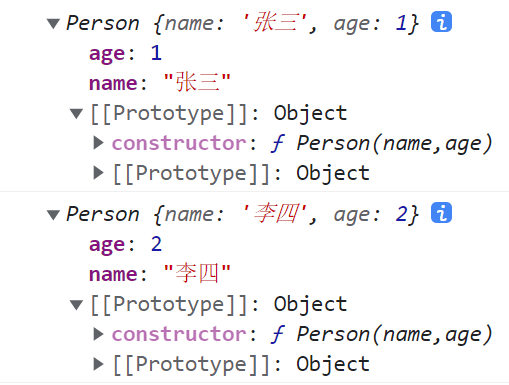 Person {name: '张三', age: 1} i
age: 1
name: "张三"
[[Prototype]]: Object
constructor: ƒ Person(name,age)
[[Prototype]]: Object
Person {name: '李四', age: 2} i
age: 2
name: "李四"
[[Prototype]]: Object
constructor: ƒ Person(name,age)
[[Prototype]]: Object